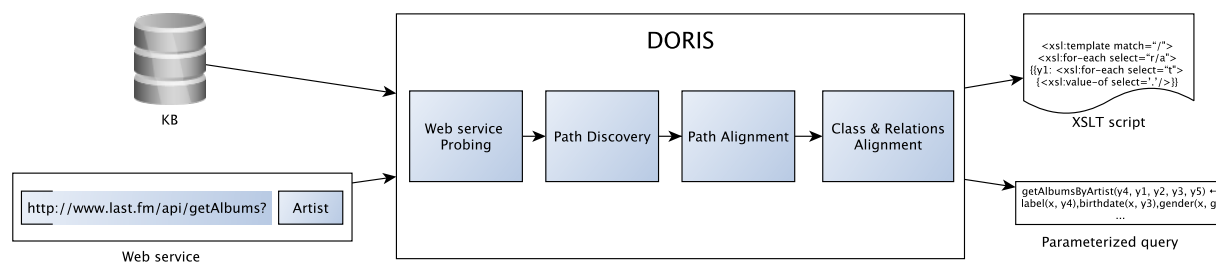 DORIS
KB
http://www.last.fm/api/getAlbums?
Artist
Web service
Web service
Probing
Path Discovery
Path Alignment
Class & Relations
Alignment
<xsl:template match="/">
<xsl:for-each select="r/a">
{{y1: <xsl:for-each select="t">
{<xsl:value-of select='.'/>}}
XSLT script
getAlbumsByArtist(y4, y1, y2, y3, y5) ←
label(x, y4),birthdate(x, y3),gender(x,
...
Parameterized query